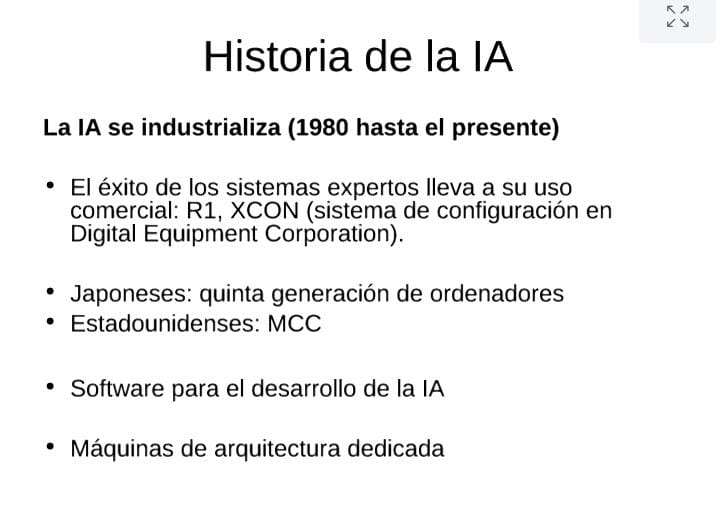 Historia de la IA
La IA se industrializa (1980 hasta el presente)
• El éxito de los sistemas expertos lleva a su uso
comercial: R1, XCON (sistema de configuración en
Digital Equipment Corporation).
• Japoneses: quinta generación de ordenadores
• Estadounidenses: MCC
• Software para el desarrollo de la IA
• Máquinas de arquitectura dedicada